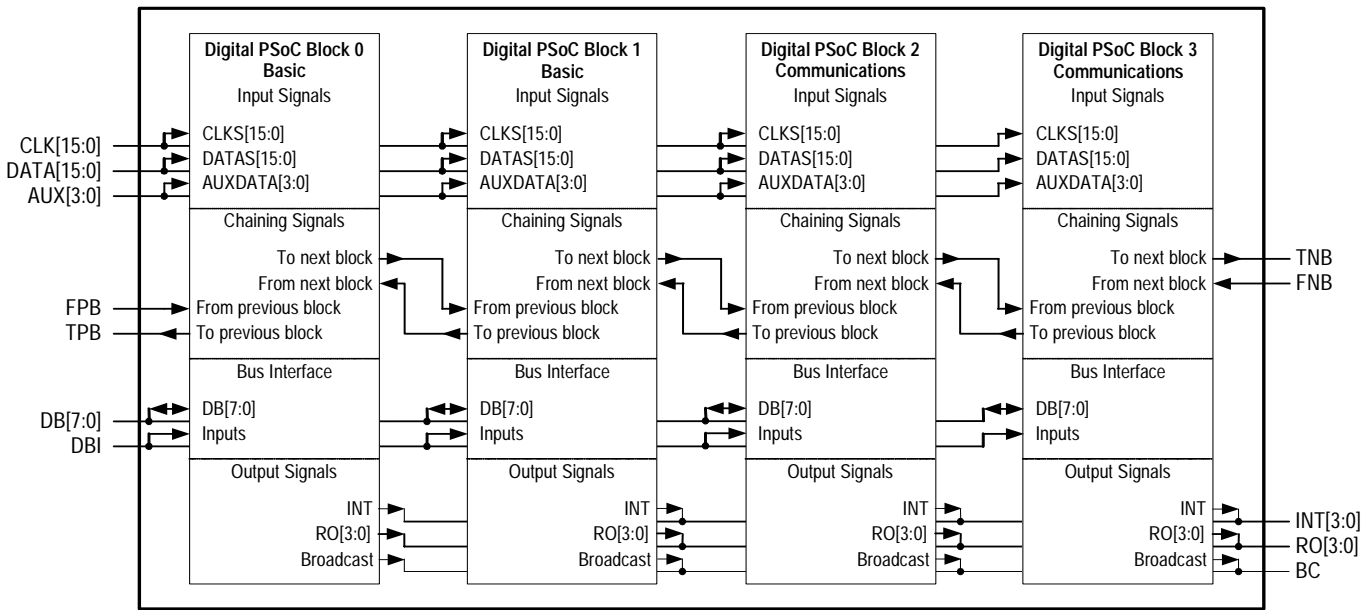 Digital PSoC Block 0
Basic
Input Signals
CLKS[15:0]
DATAS[15:0]
AUXDATA[3:0]
Chaining Signals
To next block
From next block
From previous block
To previous block
Bus Interface
DB[7:0]
Inputs
Output Signals
INT
RO[3:0]
Broadcast
Digital PSoC Block 1
Basic
Input Signals
CLKS[15:0]
DATAS[15:0]
AUXDATA[3:0]
Chaining Signals
To next block
From next block
From previous block
To previous block
Bus Interface
DB[7:0]
Inputs
Output Signals
INT
RO[3:0]
Broadcast
Digital PSoC Block 2
Communications
Input Signals
CLKS[15:0]
DATAS[15:0]
AUXDATA[3:0]
Chaining Signals
To next block
From next block
From previous block
To previous block
Bus Interface
DB[7:0]
Inputs
Output Signals
INT
RO[3:0]
Broadcast
Digital PSoC Block 3
Communications
Input Signals
CLKS[15:0]
DATAS[15:0]
AUXDATA[3:0]
Chaining Signals
To next block
From next block
From previous block
To previous block
Bus Interface
DB[7:0]
Inputs
Output Signals
INT
RO[3:0]
Broadcast
CLK[15:0]
DATA[15:0]
AUX[3:0]
FPB
TPB
DB[7:0]
DBI
TNB
FNB
INT[3:0]
RO[3:0]
BC